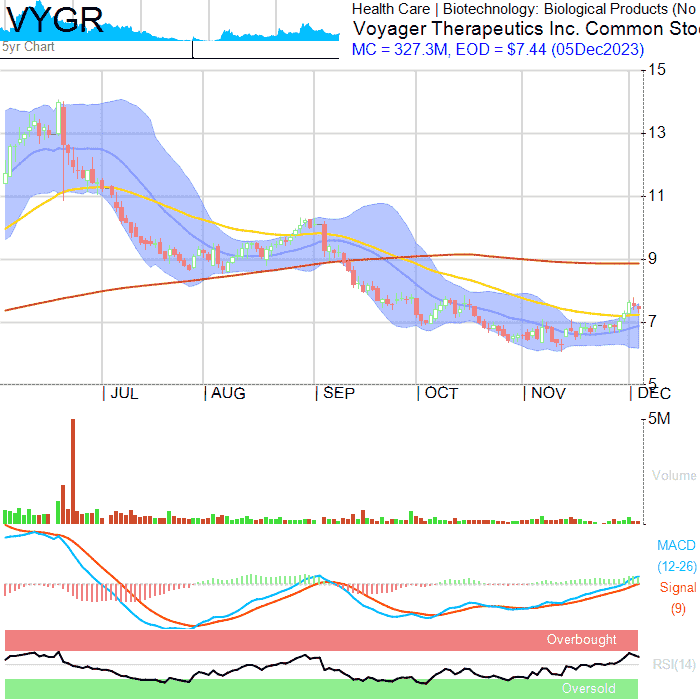 VYGR
5yr Chart
Health Care | Biotechnology: Biological Products (No
Voyager Therapeutics Inc. Common Sto
MC = 327.3M, EOD = $7.44 (05Dec2023)
15
13
11
9
7
5
JUL AUG SEP OCT NOV DEC
5M
Volume
MACD
(12-26)
Signal
(9)
Overbought
RSI(14)
Oversold